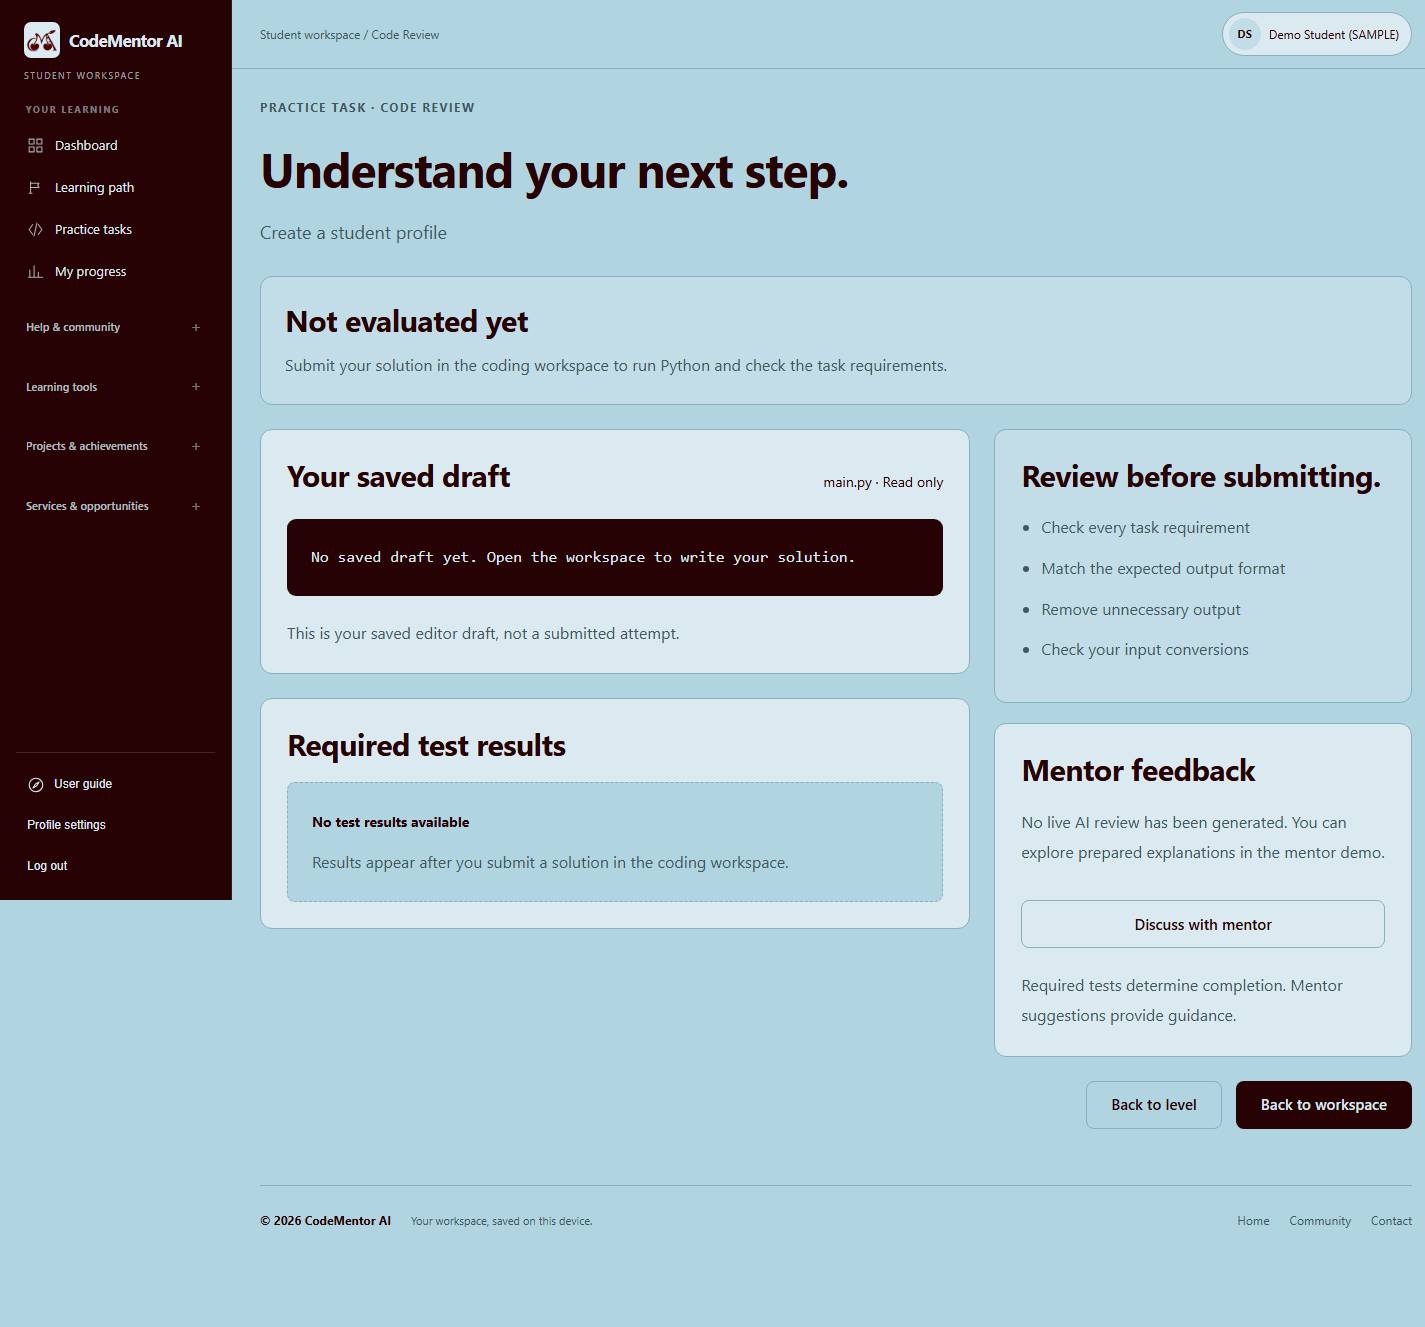 CodeMentor AI
STUDENT WORKSPACE
YOUR LEARNING
Dashboard
Learning path
Practice tasks
My progress
Help & community +
Learning tools +
Projects & achievements +
Services & opportunities +
User guide
Profile settings
Log out
Student workspace / Code Review
DS Demo Student (SAMPLE)
PRACTICE TASK · CODE REVIEW
Understand your next step.
Create a student profile
Not evaluated yet
Submit your solution in the coding workspace to run Python and check the task requirements.
Your saved draft
main.py · Read only
No saved draft yet. Open the workspace to write your solution.
This is your saved editor draft, not a submitted attempt.
Required test results
No test results available
Results appear after you submit a solution in the coding workspace.
Review before submitting.
• Check every task requirement
• Match the expected output format
• Remove unnecessary output
• Check your input conversions
Mentor feedback
No live AI review has been generated. You can
explore prepared explanations in the mentor demo.
Discuss with mentor
Required tests determine completion. Mentor
suggestions provide guidance.
Back to level
Back to workspace
© 2026 CodeMentor AI
Your workspace, saved on this device.
Home Community Contact